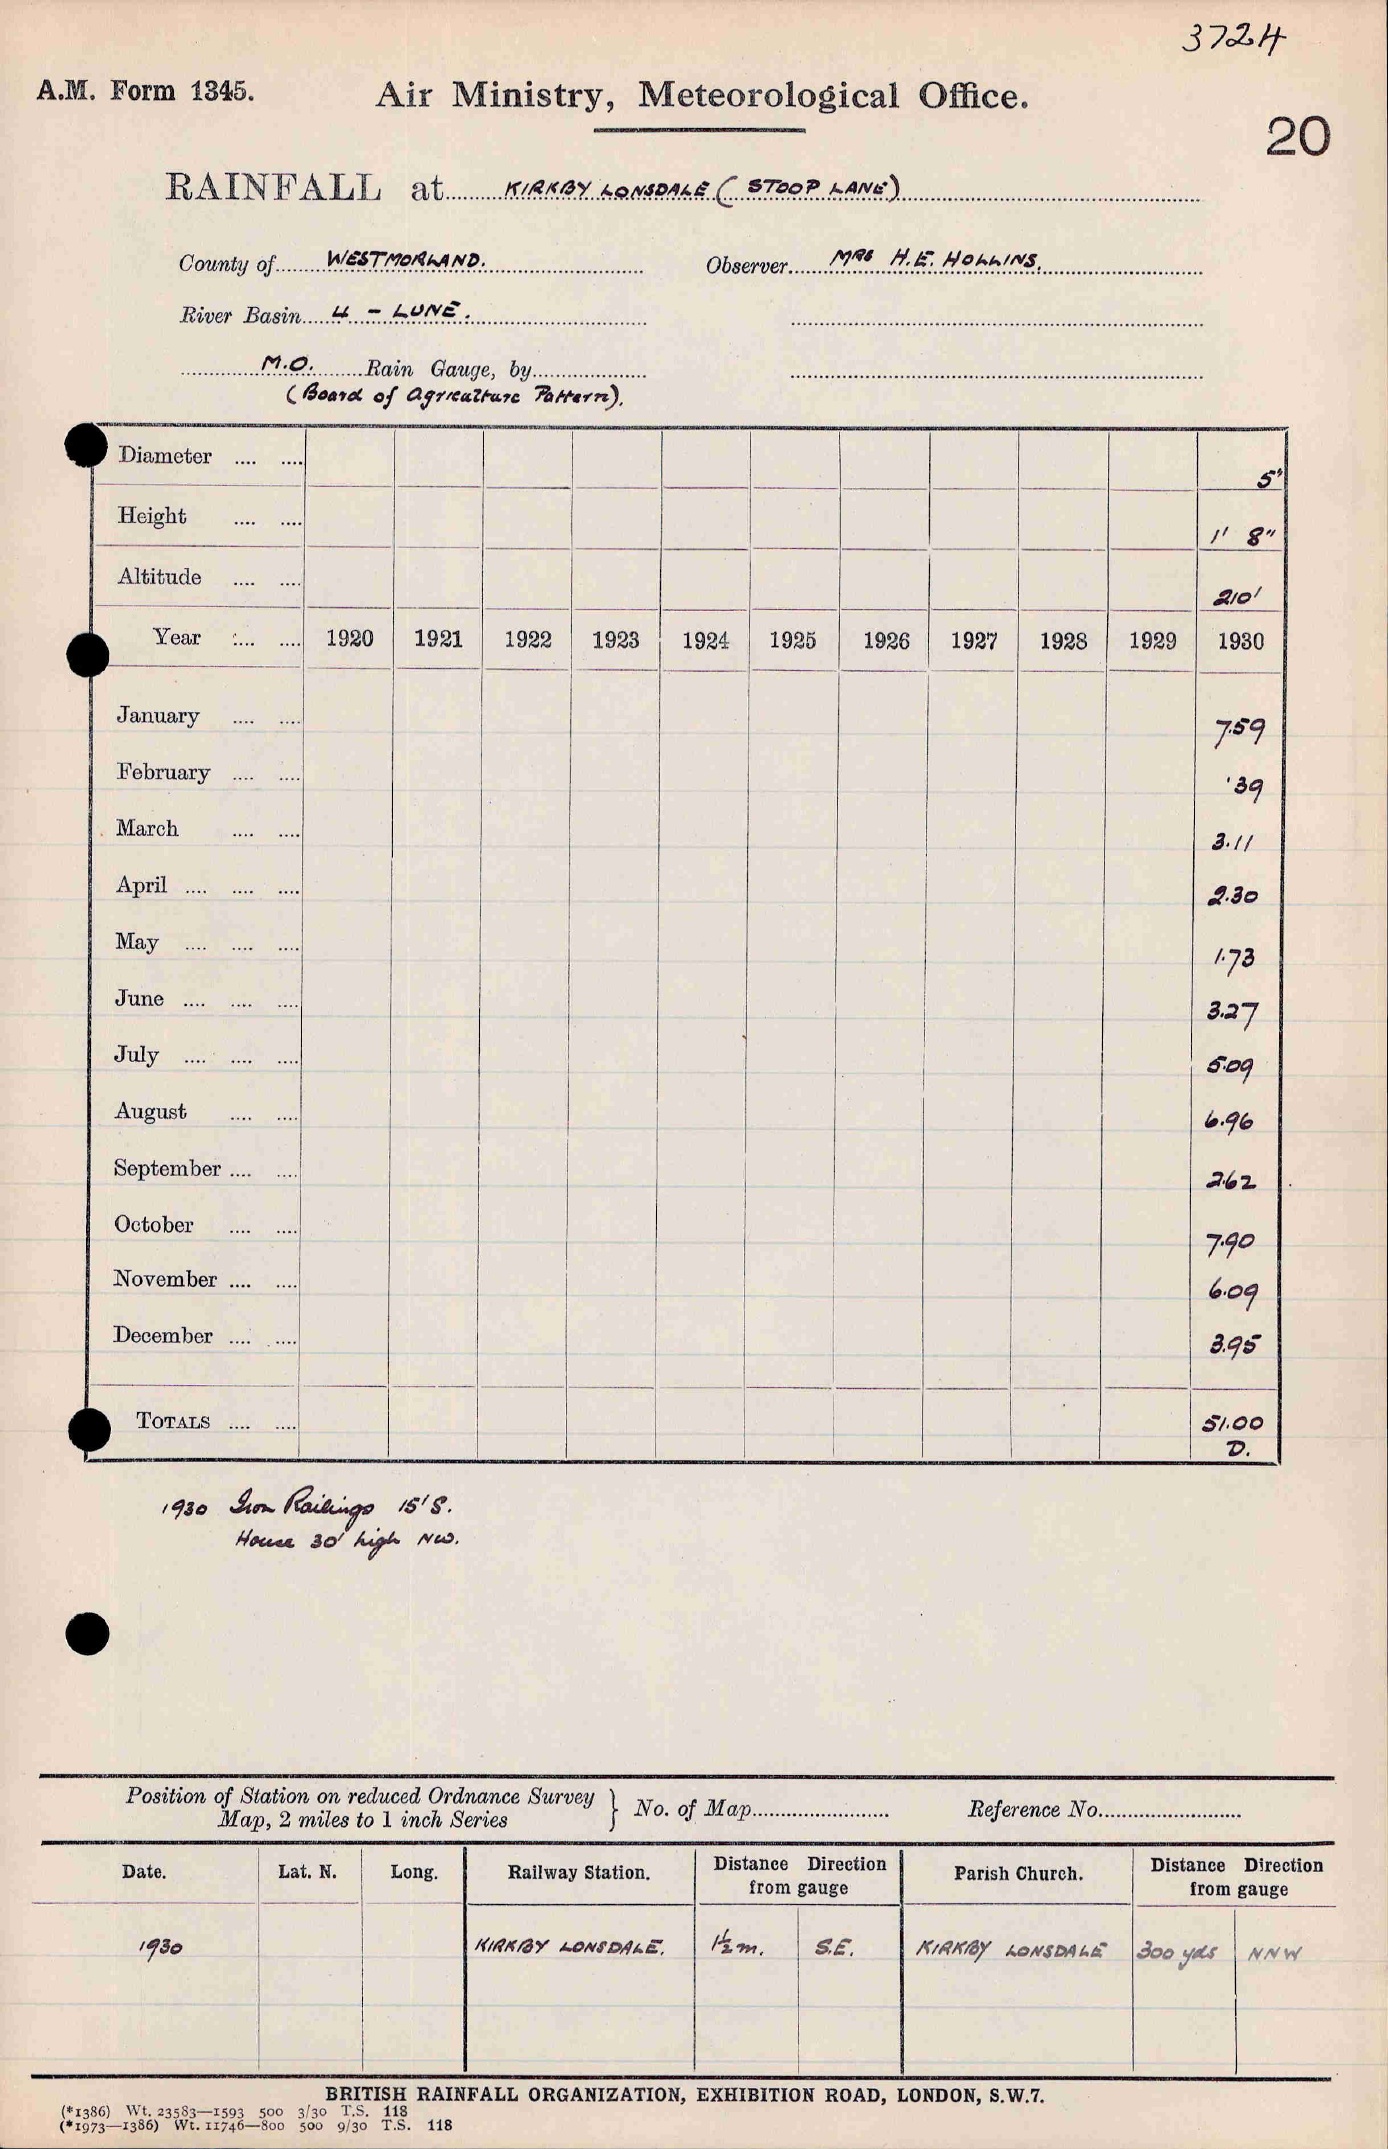 3724
A.M. Form 1345. Air Ministry, Meteorological Office.
20
RAINFALL at KIRKBY LONSDALE (STOOP LANE)
County of WESTMORLAND. Observer MRS H.E. HOLLINS.
River Basin 4 - LUNE.
M.O. Rain Gauge, by
(Board of Agriculture Pattern).
Diameter .... .... 5"
Height .... .... 1' 8"
Altitude .... .... 210'
Year .... .... 1920 1921 1922 1923 1924 1925 1926 1927 1928 1929 1930
January .... .... 7.59
February .... .... .39
March .... .... 3.11
April .... .... .... 2.30
May .... .... .... 1.73
June .... .... .... 3.27
July .... .... .... 5.09
August .... .... 6.96
September .... .... 2.62
October .... .... 7.90
November .... .... 6.09
December .... .... 3.95
TOTALS .... .... 51.00
D.
1930 Iron Railings 15' S.
House 30' high NW.
Position of Station on reduced Ordnance Survey } No. of Map Reference No.
Map, 2 miles to 1 inch Series
Date. Lat. N. Long. Railway Station. Distance Direction from gauge Parish Church. Distance Direction from gauge
1930 KIRKBY LONSDALE. 1½ m. S.E. KIRKBY LONSDALE 300 yds NNW
BRITISH RAINFALL ORGANIZATION, EXHIBITION ROAD, LONDON, S.W.7.
(*1386) Wt. 23583—1593 500 3/30 T.S. 118
(*1973—1386) Wt. 11746—800 500 9/30 T.S. 118